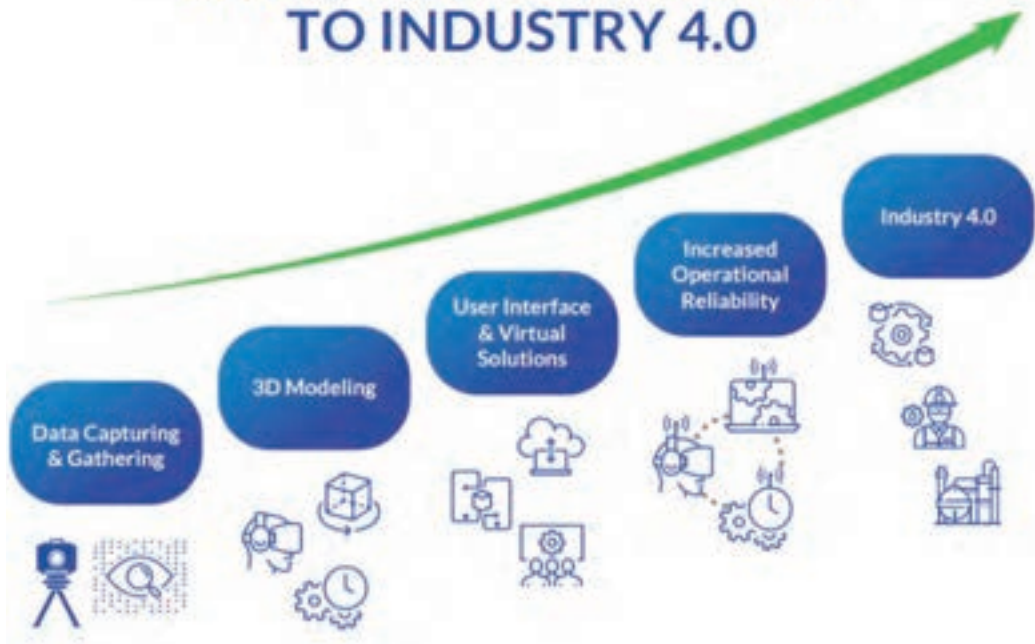 TO INDUSTRY 4.0
Data Capturing
& Gathering
3D Modeling
User Interface
& Virtual
Solutions
Increased
Operational
Reliability
Industry 4.0